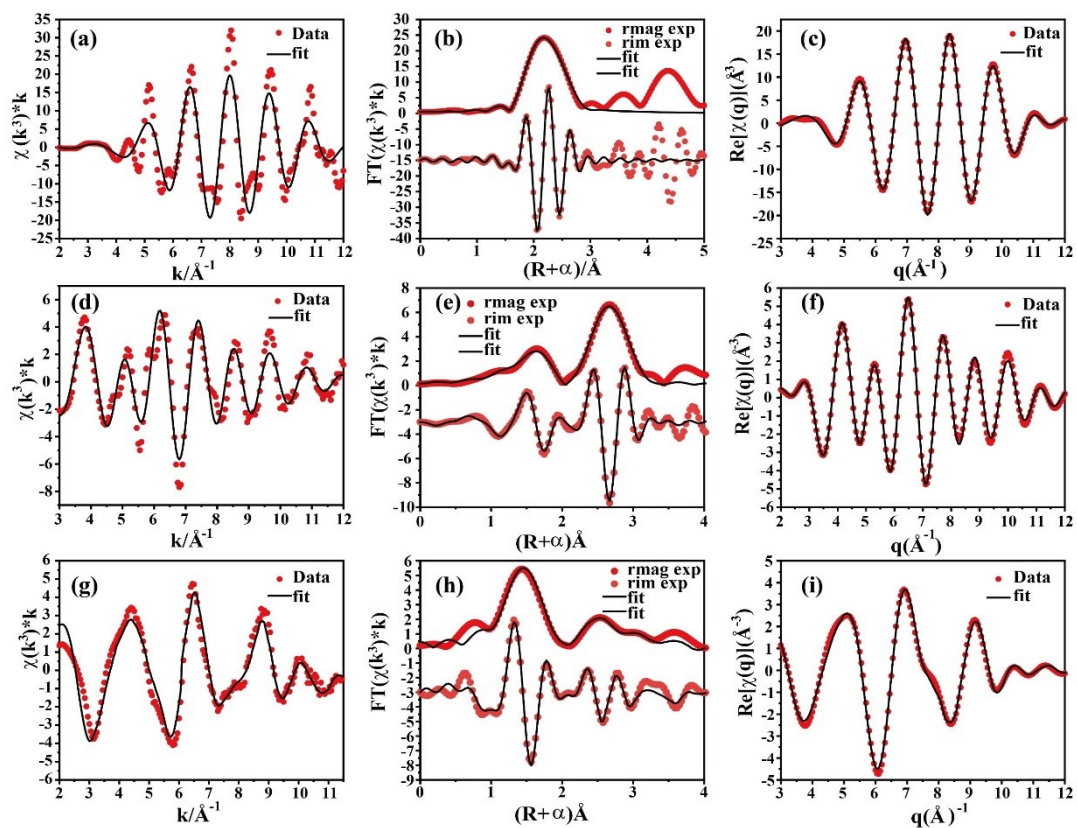 (a)
Data
fit
35
30
25
20
15
10
5
0
-5
-10
15
20
25
χ(k³)*k
2 3 4 5 6 7 8 9 10 11 12
k/Å⁻¹
(b)
rmag exp
rim exp
fit
fit
30
25
20
15
10
5
0
-5
-10
-15
-20
-25
-30
-35
-40
FT(χ(k³)*k)
0 1 2 3 4 5
(R+α)/Å
(c)
Data
fit
20
15
10
5
0
-5
-10
-15
-20
-25
Re[χ(q)](Å³)
3 4 5 6 7 8 9 10 11 12
q(Å⁻¹)
(d)
Data
fit
6
4
2
0
-2
-4
-6
-8
χ(k³)*k
3 4 5 6 7 8 9 10 11 12
k/Å⁻¹
(e)
rmag exp
rim exp
fit
fit
8
6
4
2
0
-2
-4
-6
-8
-10
FT(χ(k³)*k)
0 1 2 3 4
(R+α)Å
(f)
Data
fit
6
5
4
3
2
1
0
-1
-2
-3
-4
-5
-6
Re[χ(q)](Å⁻³)
2 3 4 5 6 7 8 9 10 11 12
q(Å⁻¹)
(g)
Data
fit
6
5
4
3
2
1
0
-1
-2
-3
-4
5
6
χ(k³)*k
2 3 4 5 6 7 8 9 10 11
k/Å⁻¹
(h)
rmag exp
rim exp
fit
fit
6
5
4
3
2
1
0
-1
-2
-3
-4
-5
-6
-7
-8
-9
FT(χ(k³)*k)
0 1 2 3 4
(R+α)Å
(i)
Data
fit
5
4
3
2
1
0
-1
-2
-3
-4
-5
Re[χ(q)](Å⁻³)
3 4 5 6 7 8 9 10 11 12
q(Å)⁻¹